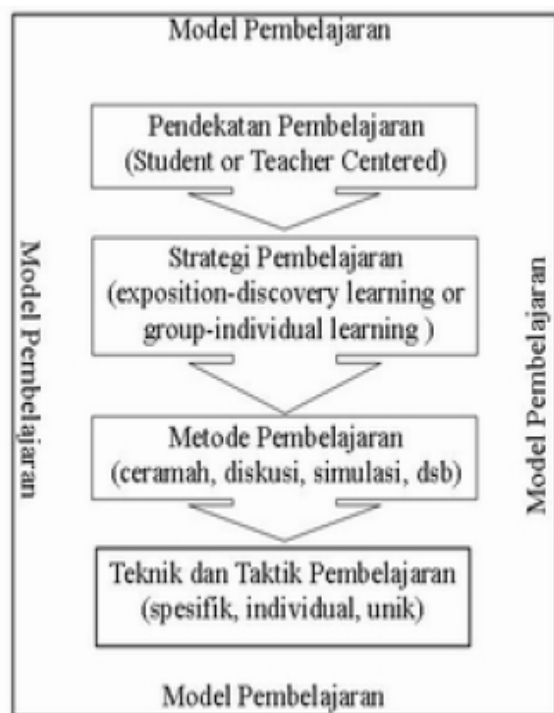 Model Pembelajaran
Pendekatan Pembelajaran
(Student or Teacher Centered)
Strategi Pembelajaran
(exposition-discovery learning or
group-individual learning )
Metode Pembelajaran
(ceramah, diskusi, simulasi, dsb)
Teknik dan Taktik Pembelajaran
(spesifik, individual, unik)
Model Pembelajaran
Model Pembelajaran
Model Pembelajaran